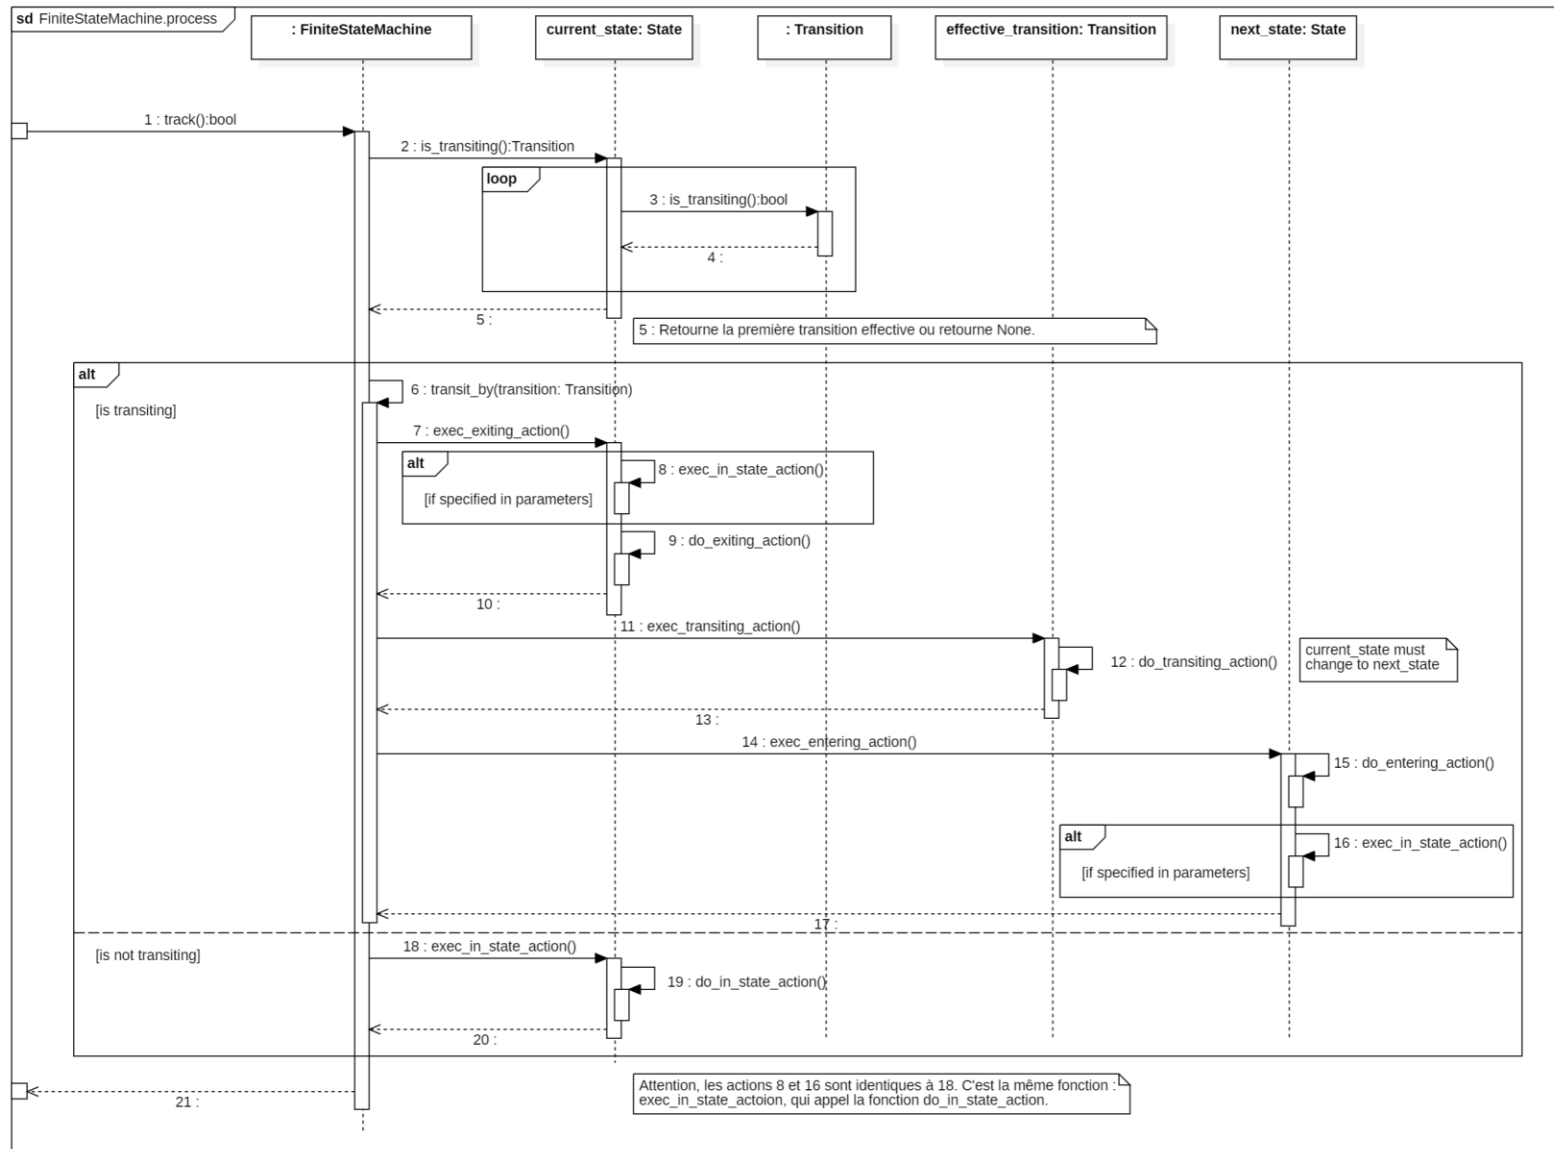 sd FiniteStateMachine.process
: FiniteStateMachine
current_state: State
: Transition
effective_transition: Transition
next_state: State
1 : track():bool
2 : is_transiting():Transition
loop
3 : is_transiting():bool
4 :
5 :
5 : Retourne la première transition effective ou retourne None.
alt
[is transiting]
6 : transit_by(transition: Transition)
7 : exec_exiting_action()
alt
[if specified in parameters]
8 : exec_in_state_action()
9 : do_exiting_action()
10 :
11 : exec_transiting_action()
12 : do_transiting_action()
current_state must
change to next_state
13 :
14 : exec_entering_action()
15 : do_entering_action()
alt
[if specified in parameters]
16 : exec_in_state_action()
17 :
[is not transiting]
18 : exec_in_state_action()
19 : do_in_state_action()
20 :
21 :
Attention, les actions 8 et 16 sont identiques à 18. C'est la même fonction :
exec_in_state_actoion, qui appel la fonction do_in_state_action.